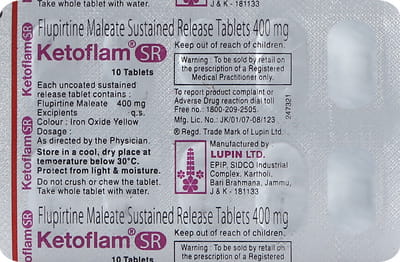 Flupirtine Maleate Sustained Release Tablets 400 mg
Ketoflam® SR
10 Tablets
Each uncoated sustained
release tablet contains :
Flupirtine Maleate 400 mg
Excipients q.s.
Colour : Iron Oxide Yellow
Dosage :
As directed by the Physician.
Store in a cool, dry place at
temperature below 30°C.
Protect from light & moisture.
Do not crush or chew the tablet.
Take whole tablet with water.
J & K - 181133
Keep out of reach of children.
Warning : To be sold by retail on
the prescription of a Registered
Medical Practitioner only.
To report product complaint or
Adverse Drug reaction dial toll
Free no.: 1800-209-2505.
Mfg. Lic. No.: JK/01/07-08/123
® Regd. Trade Mark of Lupin Ltd.
247321
Manufactured by
LUPIN LTD.
EPIP, SIDCO Industrial
Complex, Kartholi,
Bari Brahmana, Jammu,
J & K - 181133
Flupirtine Maleate Sustained Release Tablets 400 mg
Ketoflam® SR
10 Tablets
Keep out of reach of children.
Warning : To be sold by retail on
the prescription of a Registered
Ketoflam SR
Ketoflam SR
Ketoflam SR
Take whole tablet with water.